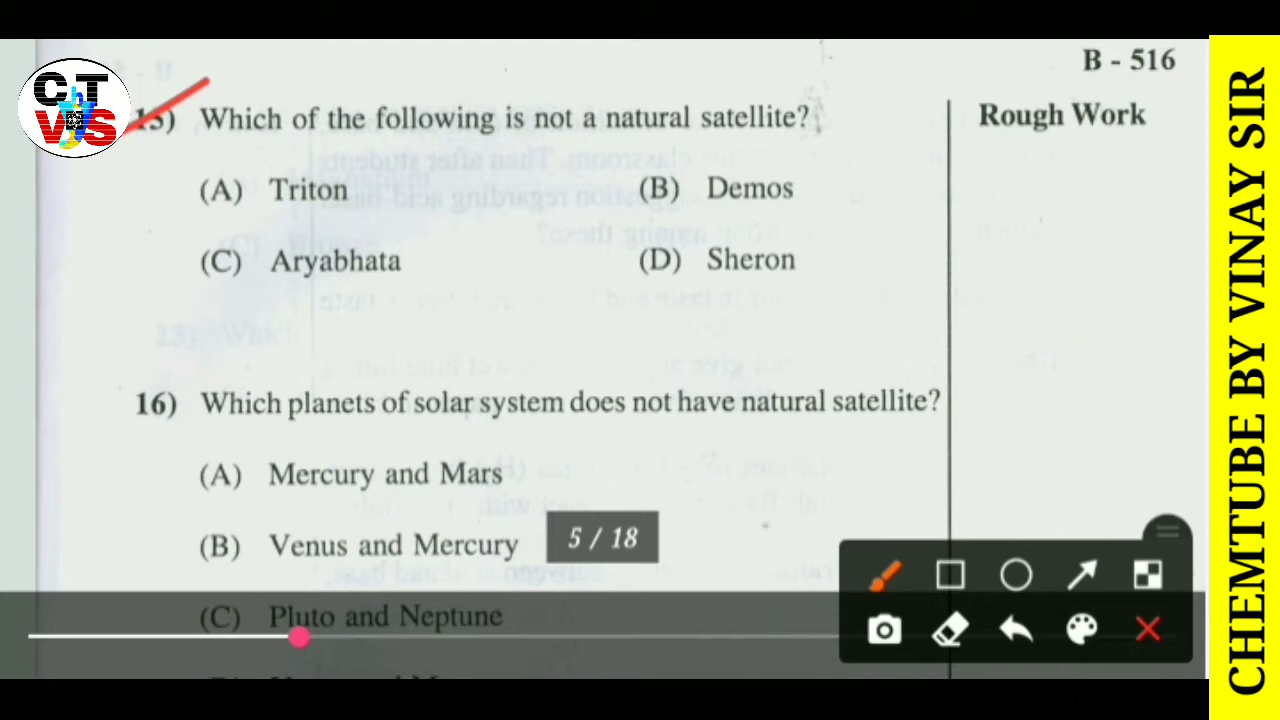 B - 516
C T
V S
15) Which of the following is not a natural satellite?
Rough Work
(A) Triton
(B) Demos
(C) Aryabhata
(D) Sheron
16) Which planets of solar system does not have natural satellite?
(A) Mercury and Mars
(B) Venus and Mercury
5 / 18
(C) Pluto and Neptune
CHEMTUBE BY VINAY SIR